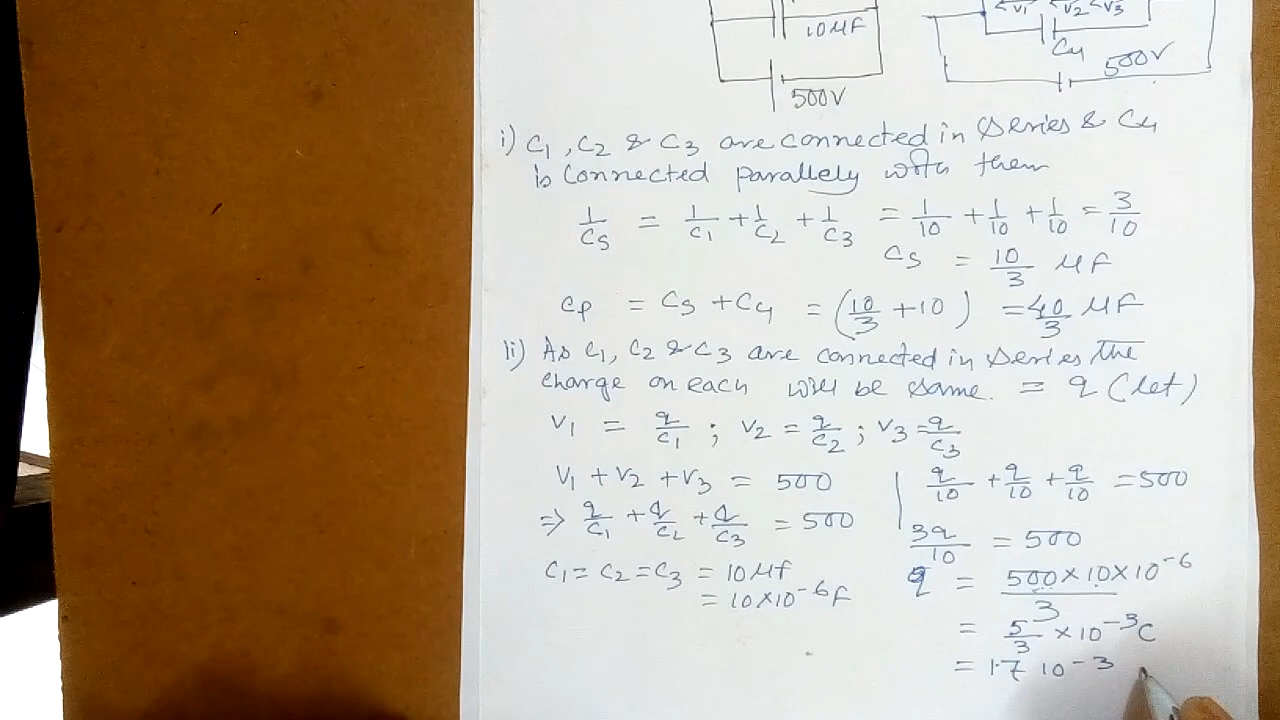 10 µF
V1 V2 V3
C4
500V
500V
i) C1, C2 & C3 are connected in series & C4
is connected parallely with them
1/Cs = 1/C1 + 1/C2 + 1/C3 = 1/10 + 1/10 + 1/10 = 3/10
Cs = 10/3 µF
Cp = Cs + C4 = (10/3 + 10) = 40/3 µF
ii) As C1, C2 & C3 are connected in series the
charge on each will be same. = q (let)
V1 = q/C1 ; V2 = q/C2 ; V3 = q/C3
V1 + V2 + V3 = 500
=> q/C1 + q/C2 + q/C3 = 500
C1 = C2 = C3 = 10 µf
= 10×10^-6 F
q/10 + q/10 + q/10 = 500
3q/10 = 500
q = 500×10×10^-6/3
= 5/3 ×10^-3 C
= 1.7 10^-3